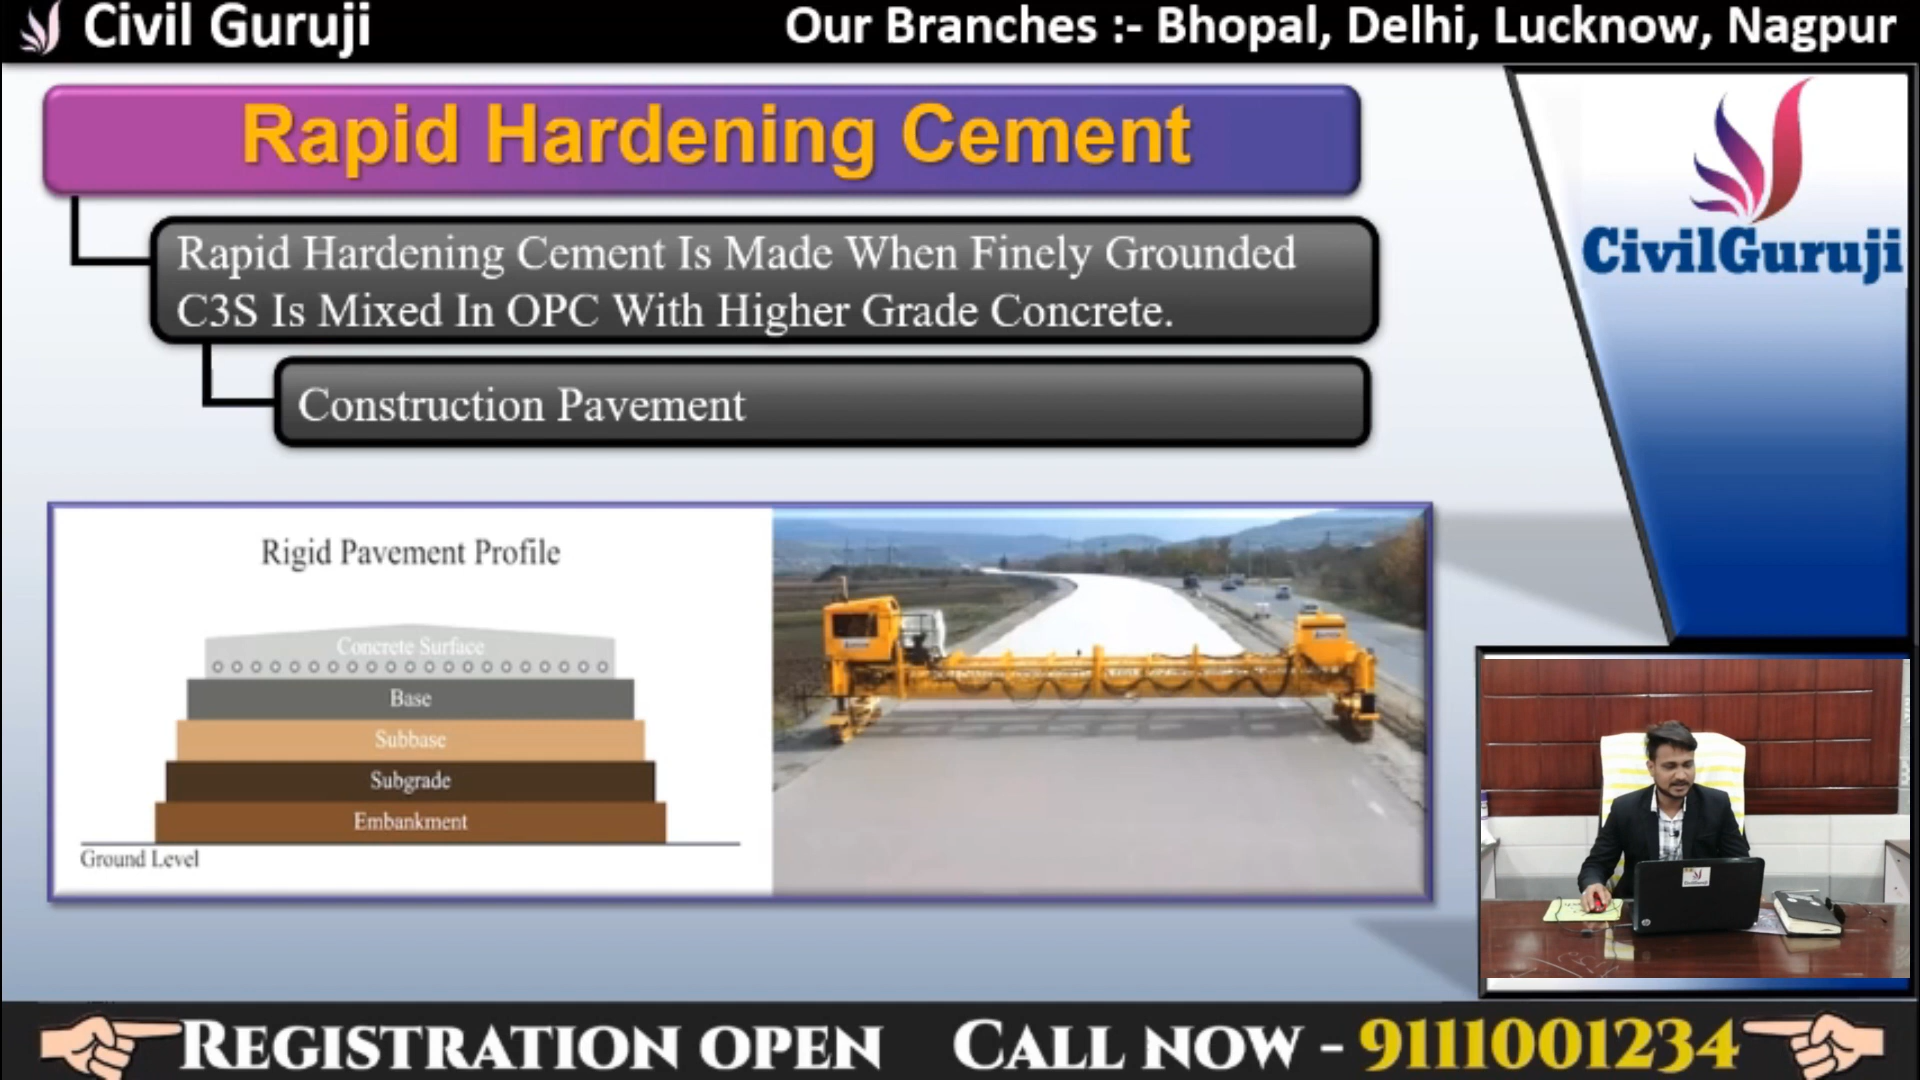 Civil Guruji
Our Branches :- Bhopal, Delhi, Lucknow, Nagpur
Rapid Hardening Cement
Rapid Hardening Cement Is Made When Finely Grounded
C3S Is Mixed In OPC With Higher Grade Concrete.
Construction Pavement
CivilGuruji
Rigid Pavement Profile
Concrete Surface
Base
Subbase
Subgrade
Embankment
Ground Level
REGISTRATION OPEN CALL NOW - 9111001234